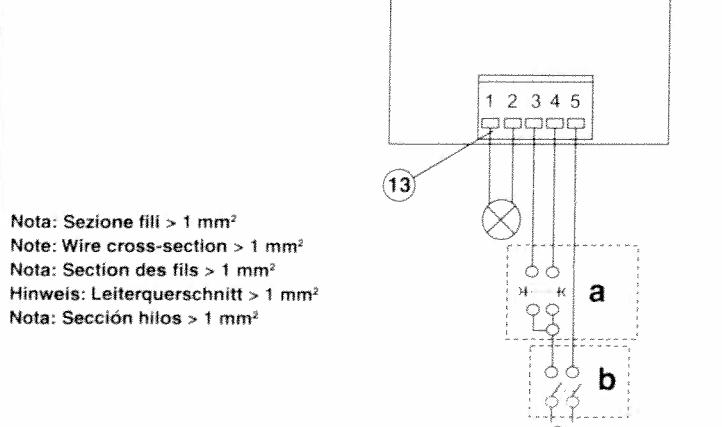 1 2 3 4 5
13
Nota: Sezione fili > 1 mm²
Note: Wire cross-section > 1 mm²
Nota: Section des fils > 1 mm²
Hinweis: Leiterquerschnitt > 1 mm²
Nota: Sección hilos > 1 mm²
a
b